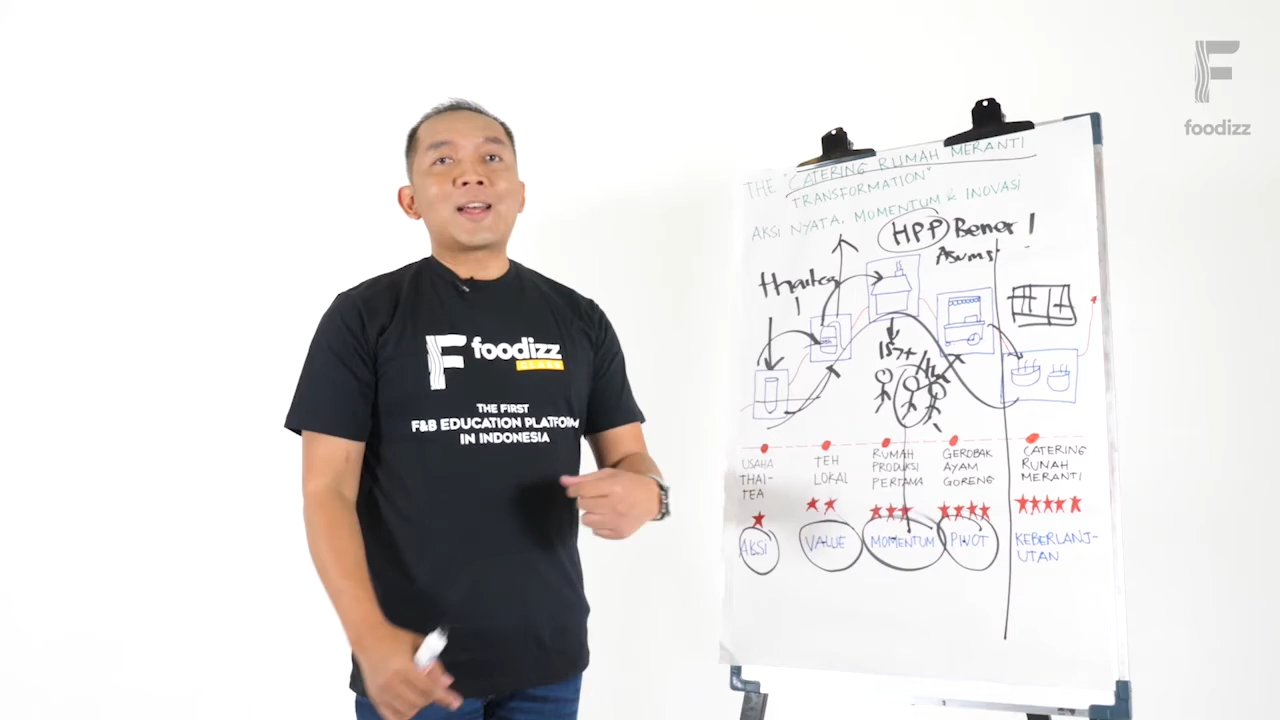 F
foodizz
F foodizz
CLASS
THE FIRST
F&B EDUCATION PLATFORM
IN INDONESIA
THE "CATERING RUMAH MERANTI
TRANSFORMATION"
AKSI NYATA, MOMENTUM & INOVASI
HPP Bener!
Asumsi
thaitea
!
15%+
USAHA
THAI-
TEA
TEH
LOKAL
RUMAH
PRODUKSI
PERTAMA
GEROBAK
AYAM
GORENG
CATERING
RUNAH
MERANTI
AKSI
VALUE
MOMENTUM
PIVOT
KEBERLANJ-
UTAN